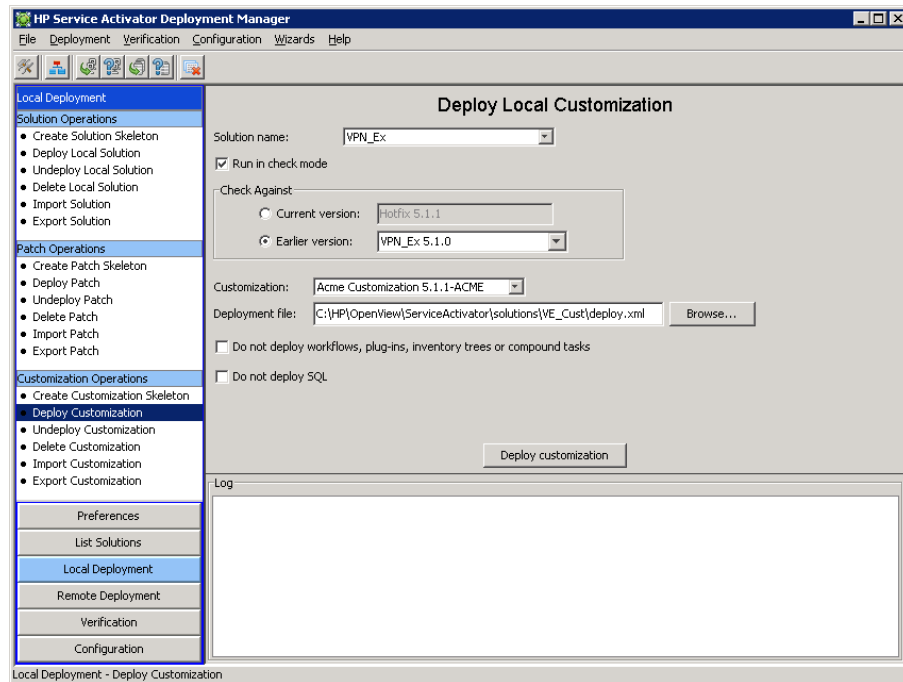 HP Service Activator Deployment Manager
File Deployment Verification Configuration Wizards Help
Local Deployment
Solution Operations
• Create Solution Skeleton
• Deploy Local Solution
• Undeploy Local Solution
• Delete Local Solution
• Import Solution
• Export Solution
Patch Operations
• Create Patch Skeleton
• Deploy Patch
• Undeploy Patch
• Delete Patch
• Import Patch
• Export Patch
Customization Operations
• Create Customization Skeleton
• Deploy Customization
• Undeploy Customization
• Delete Customization
• Import Customization
• Export Customization
Preferences
List Solutions
Local Deployment
Remote Deployment
Verification
Configuration
Deploy Local Customization
Solution name: VPN_Ex
Run in check mode
Check Against
Current version: Hotfix 5.1.1
Earlier version: VPN_Ex 5.1.0
Customization: Acme Customization 5.1.1-ACME
Deployment file: C:\HP\OpenView\ServiceActivator\solutions\VE_Cust\deploy.xml Browse...
Do not deploy workflows, plug-ins, inventory trees or compound tasks
Do not deploy SQL
Deploy customization
Log
Local Deployment - Deploy Customization